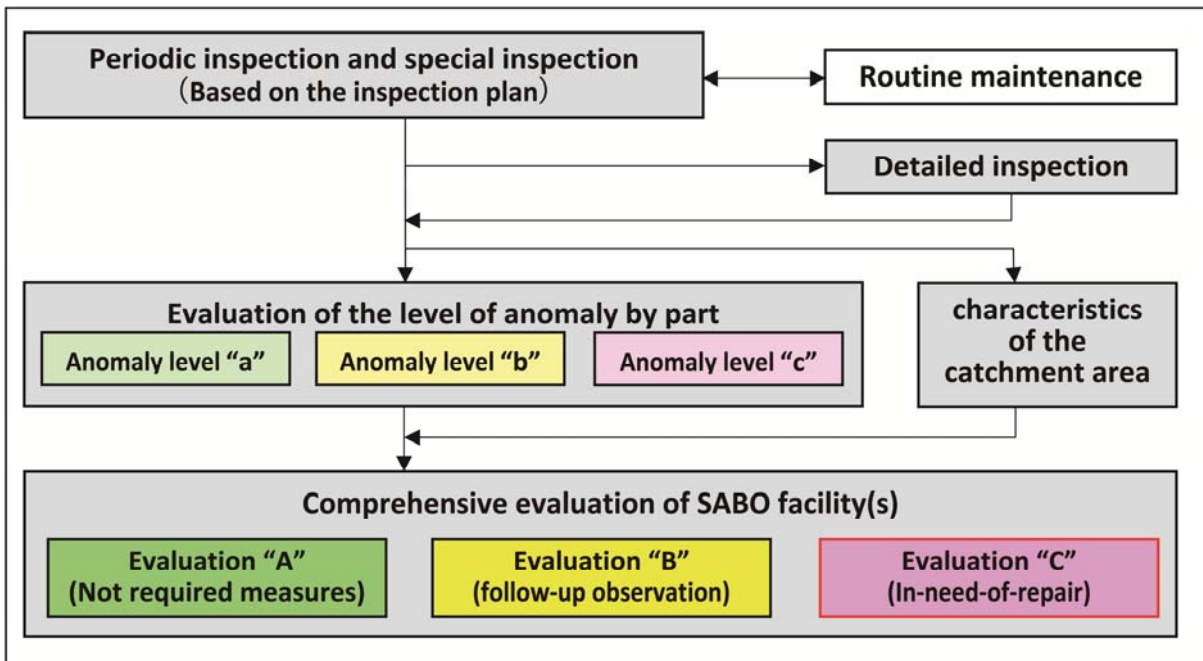 Periodic inspection and special inspection
（Based on the inspection plan）
Routine maintenance
Detailed inspection
Evaluation of the level of anomaly by part
Anomaly level “a”
Anomaly level “b”
Anomaly level “c”
characteristics
of the
catchment area
Comprehensive evaluation of SABO facility(s)
Evaluation “A”
(Not required measures)
Evaluation “B”
(follow-up observation)
Evaluation “C”
(In-need-of-repair)